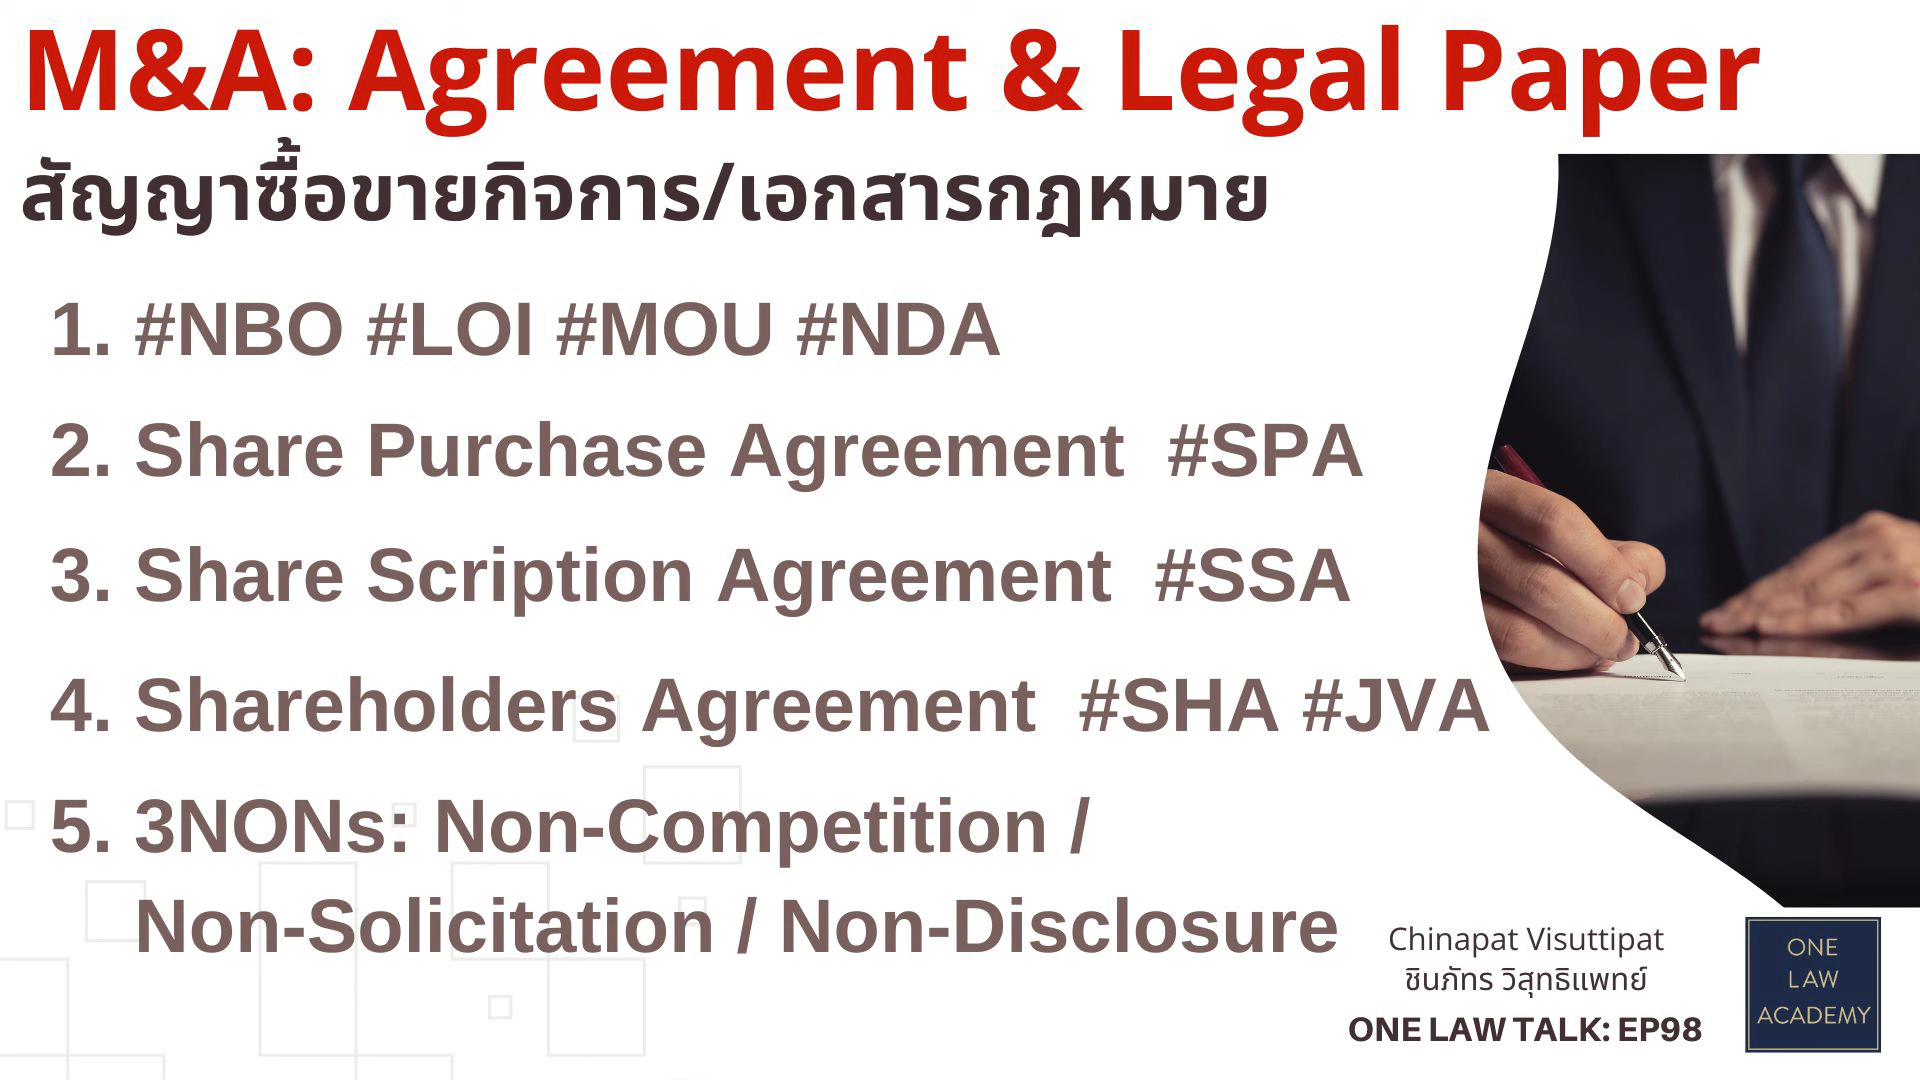 M&A: Agreement & Legal Paper
สัญญาซื้อขายกิจการ/เอกสารกฎหมาย
1. #NBO #LOI #MOU #NDA
2. Share Purchase Agreement #SPA
3. Share Scription Agreement #SSA
4. Shareholders Agreement #SHA #JVA
5. 3NONs: Non-Competition /
Non-Solicitation / Non-Disclosure
Chinapat Visuttipat
ชินภัทร วิสุทธิแพทย์
ONE LAW TALK: EP98
ONE
LAW
ACADEMY